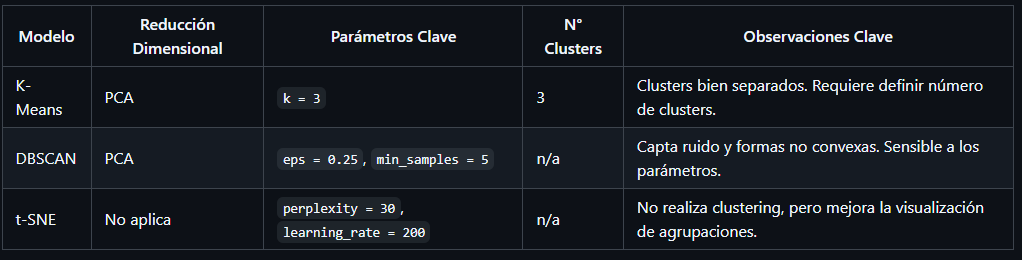 Modelo
Reducción
Dimensional
Parámetros Clave
N°
Clusters
Observaciones Clave
K-
Means
PCA
k = 3
3
Clusters bien separados. Requiere definir número
de clusters.
DBSCAN
PCA
eps = 0.25, min_samples = 5
n/a
Capta ruido y formas no convexas. Sensible a los
parámetros.
t-SNE
No aplica
perplexity = 30,
learning_rate = 200
n/a
No realiza clustering, pero mejora la visualización
de agrupaciones.